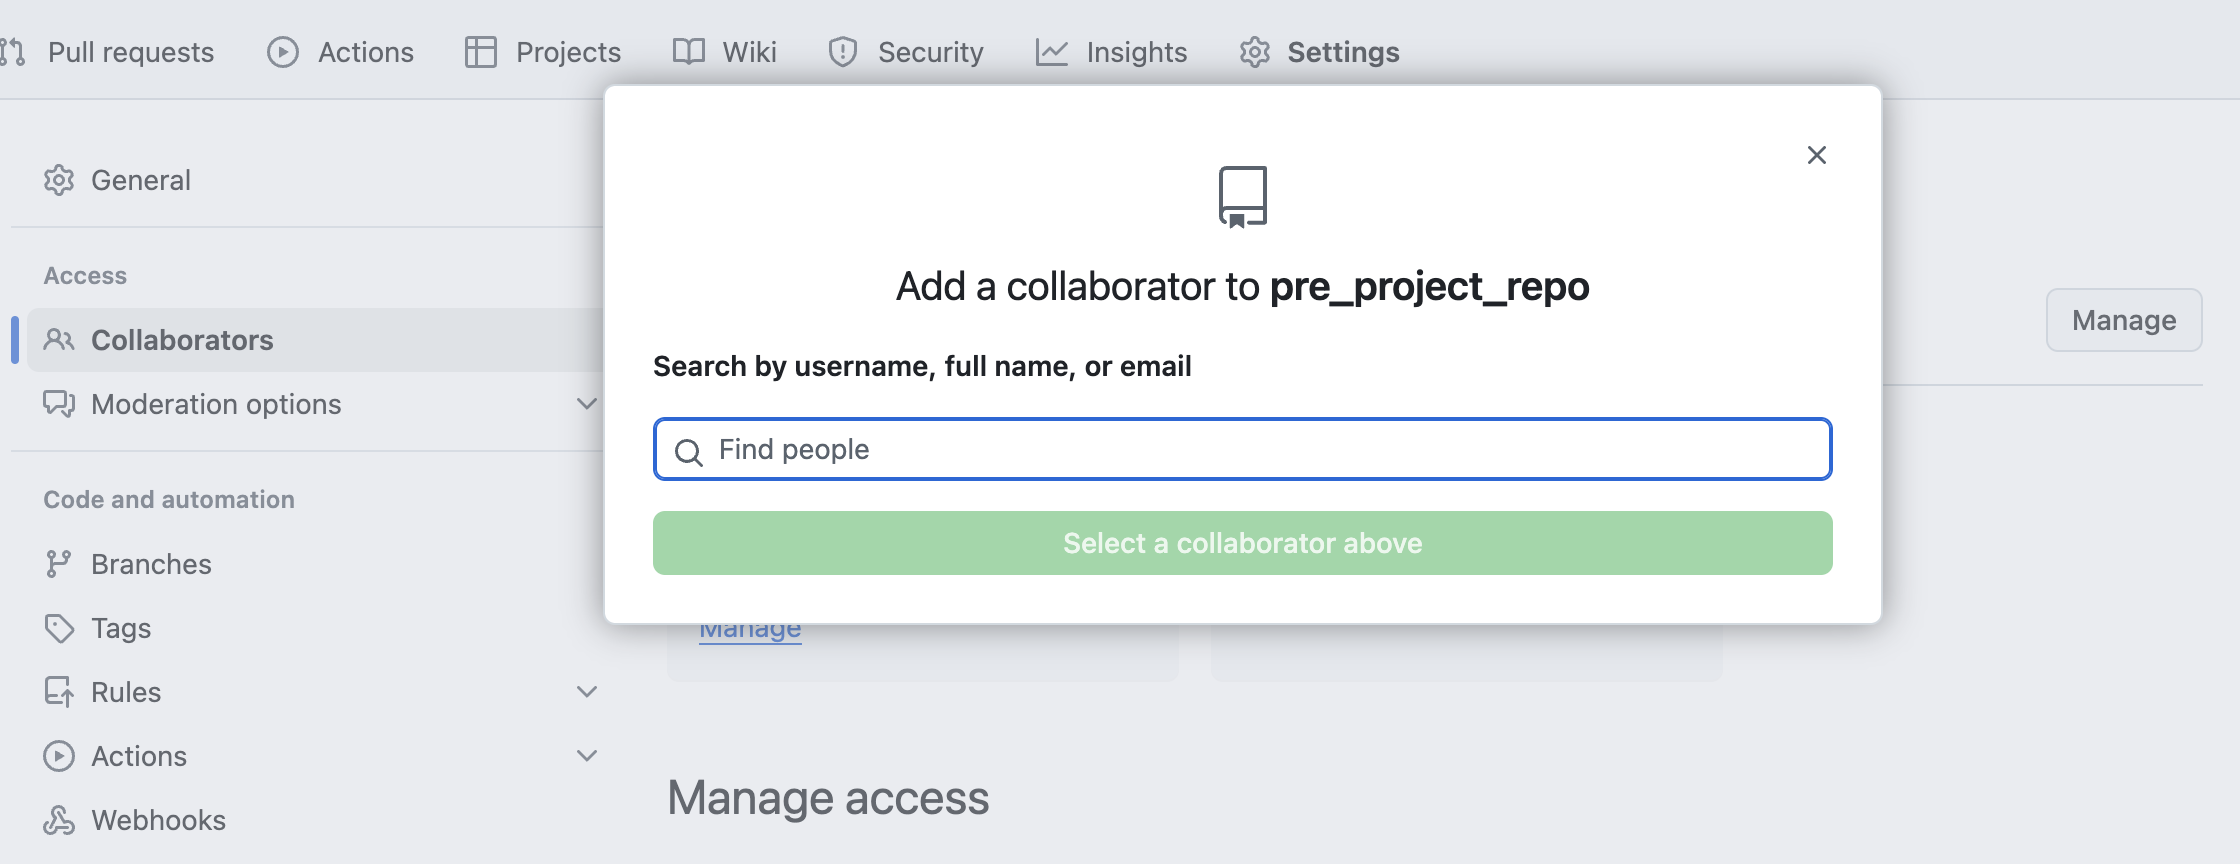 Pull requests Actions Projects Wiki Security Insights Settings
General
Access
Collaborators
Moderation options
Code and automation
Branches
Tags
Rules
Actions
Webhooks
Add a collaborator to pre_project_repo
Search by username, full name, or email
Find people
Select a collaborator above
Manage
Manage
Manage access